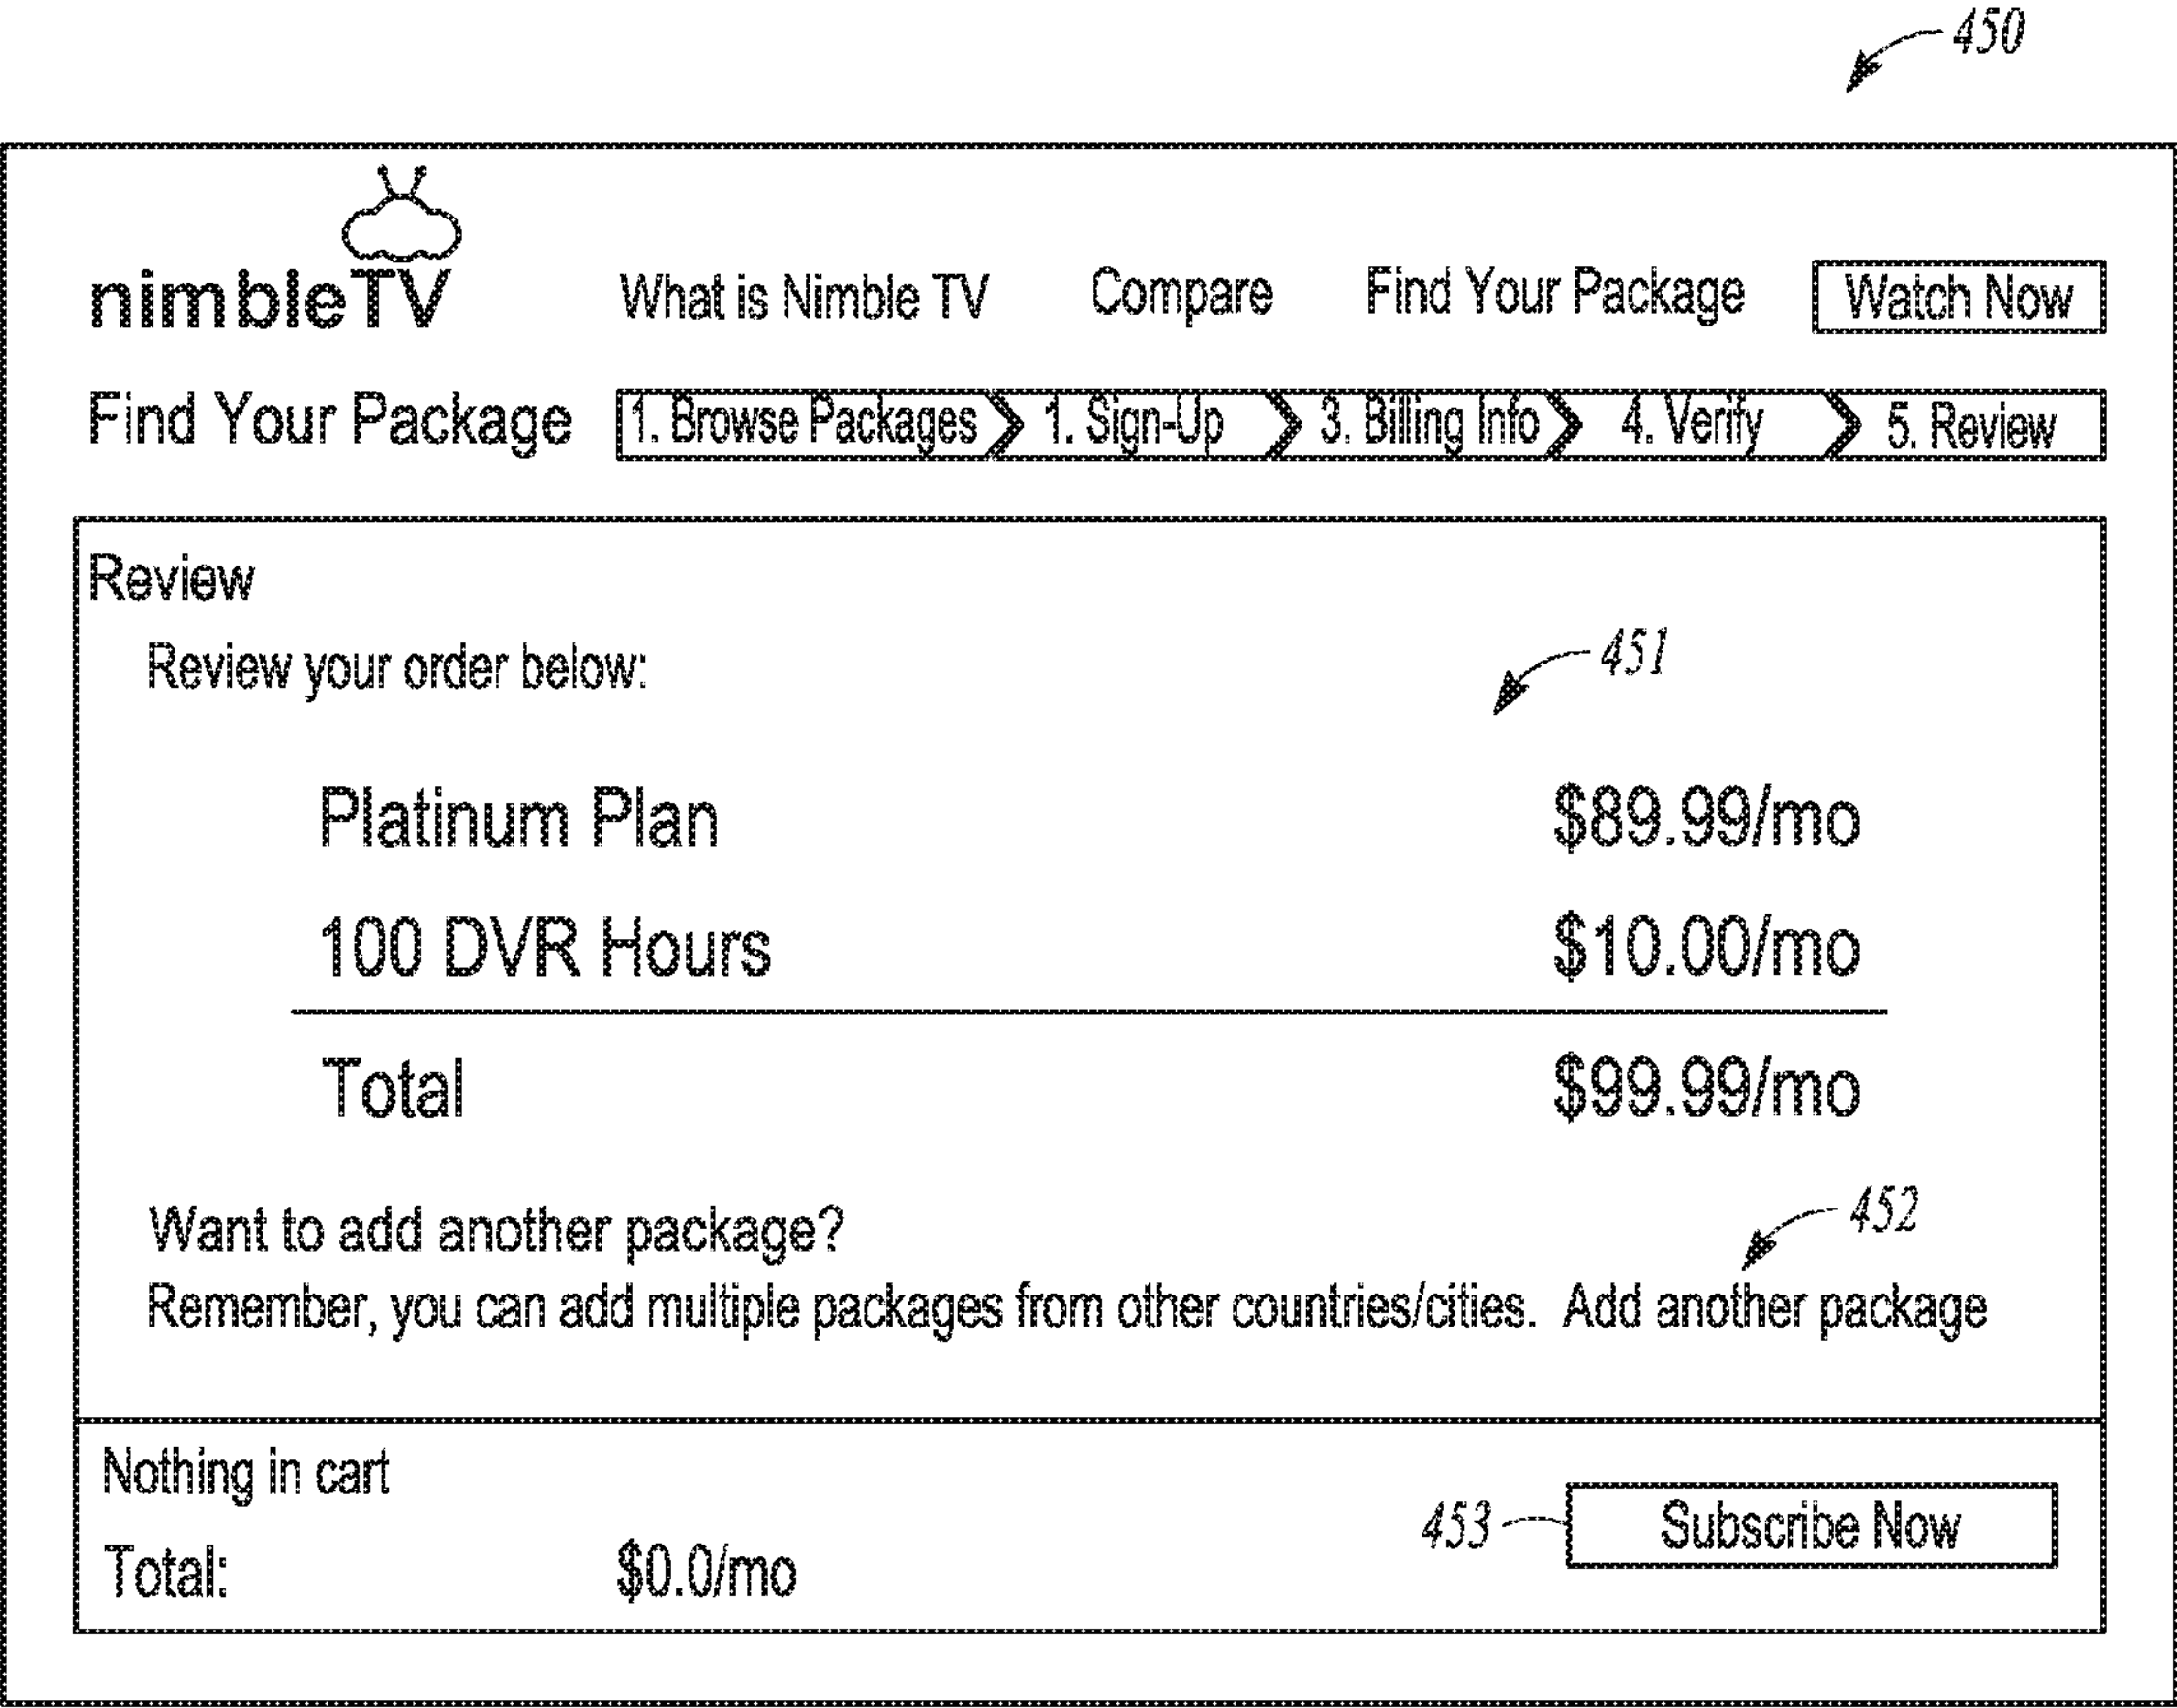 450
nimbleTV What is Nimble TV Compare Find Your Package Watch Now
Find Your Package 1. Browse Packages 1. Sign-Up 3. Billing Info 4. Verify 5. Review
Review
Review your order below:
451
Platinum Plan $89.99/mo
100 DVR Hours $10.00/mo
Total $99.99/mo
Want to add another package?
452
Remember, you can add multiple packages from other countries/cities. Add another package
Nothing in cart
453 Subscribe Now
Total: $0.0/mo